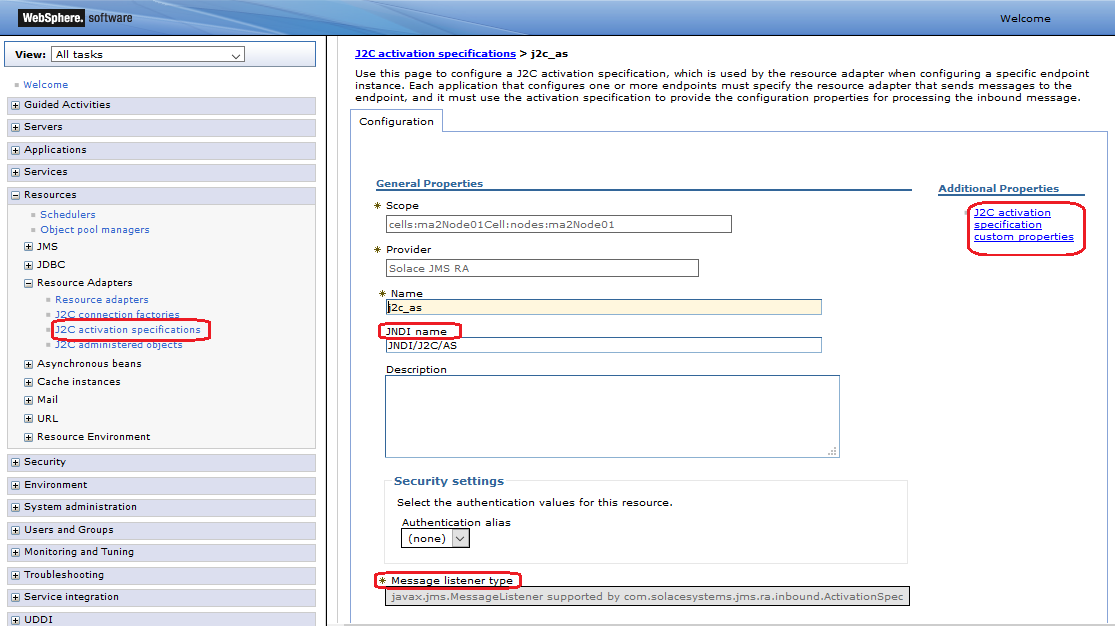 WebSphere. software
Welcome
View: All tasks
Welcome
Guided Activities
Servers
Applications
Services
Resources
Schedulers
Object pool managers
JMS
JDBC
Resource Adapters
Resource adapters
J2C connection factories
J2C activation specifications
J2C administered objects
Asynchronous beans
Cache instances
Mail
URL
Resource Environment
Security
Environment
System administration
Users and Groups
Monitoring and Tuning
Troubleshooting
Service integration
UDDI
J2C activation specifications > j2c_as
Use this page to configure a J2C activation specification, which is used by the resource adapter when configuring a specific endpoint
instance. Each application that configures one or more endpoints must specify the resource adapter that sends messages to the
endpoint, and it must use the activation specification to provide the configuration properties for processing the inbound message.
Configuration
General Properties
* Scope
cells:ma2Node01Cell:nodes:ma2Node01
* Provider
Solace JMS RA
* Name
j2c_as
JNDI name
JNDI/J2C/AS
Description
Security settings
Select the authentication values for this resource.
Authentication alias
(none)
* Message listener type
javax.jms.MessageListener supported by com.solacesystems.jms.ra.inbound.ActivationSpec
Additional Properties
J2C activation
specification
custom properties